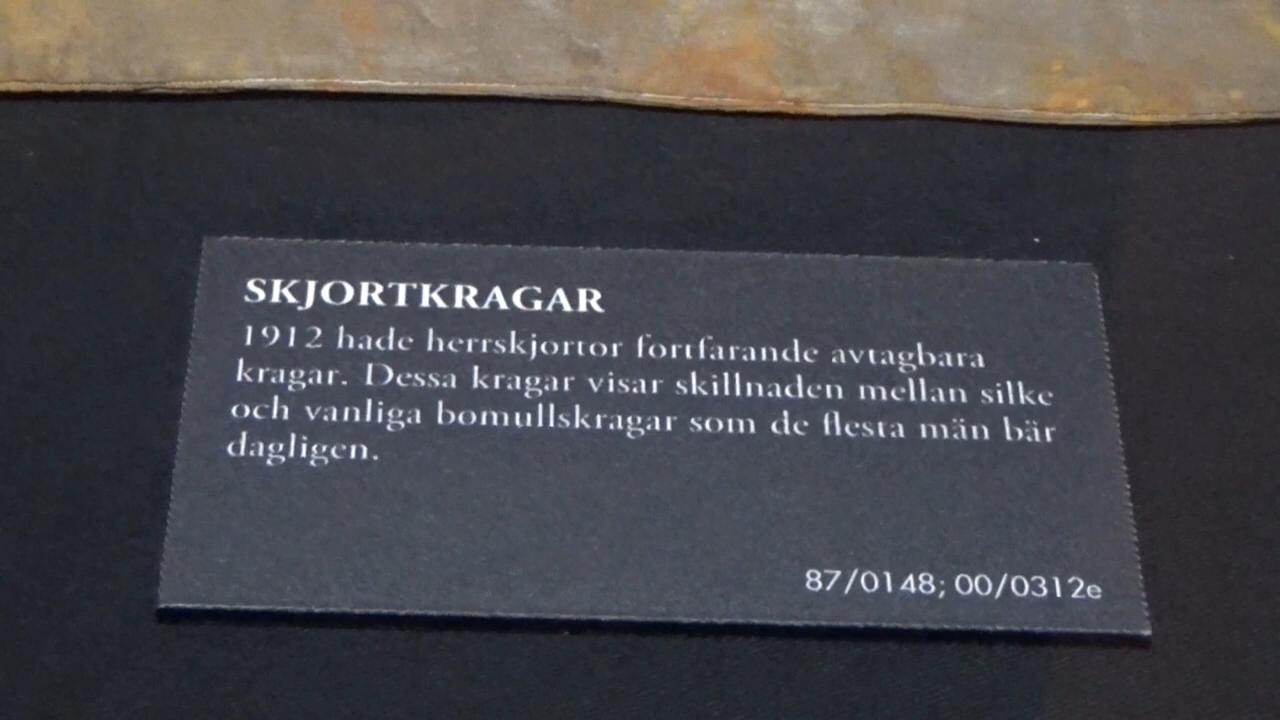 SKJORTKRAGAR
1912 hade herrskjortor fortfarande avtagbara
kragar. Dessa kragar visar skillnaden mellan silke
och vanliga bomullskragar som de flesta män bär
dagligen.
87/0148; 00/0312e